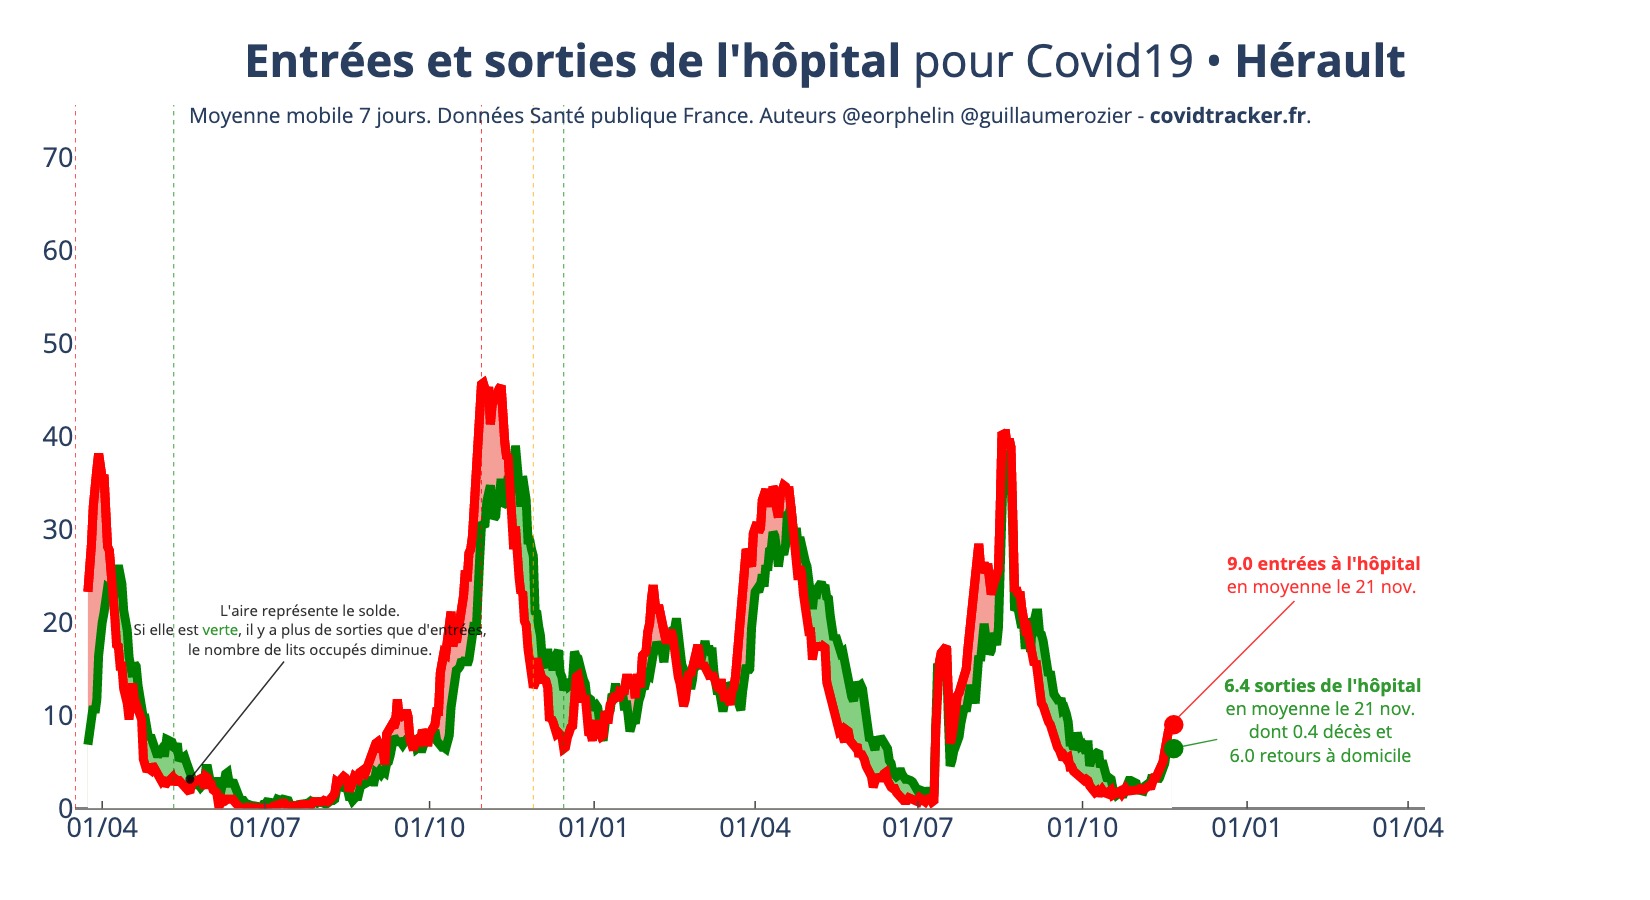 Entrées et sorties de l'hôpital pour Covid19 • Hérault
Moyenne mobile 7 jours. Données Santé publique France. Auteurs @eorphelin @guillaumerozier - covidtracker.fr.
70
60
50
40
30
20
10
0
L'aire représente le solde.
Si elle est verte, il y a plus de sorties que d'entrées,
le nombre de lits occupés diminue.
9.0 entrées à l'hôpital
en moyenne le 21 nov.
6.4 sorties de l'hôpital
en moyenne le 21 nov.
dont 0.4 décès et
6.0 retours à domicile
01/04 01/07 01/10 01/01 01/04 01/07 01/10 01/01 01/04